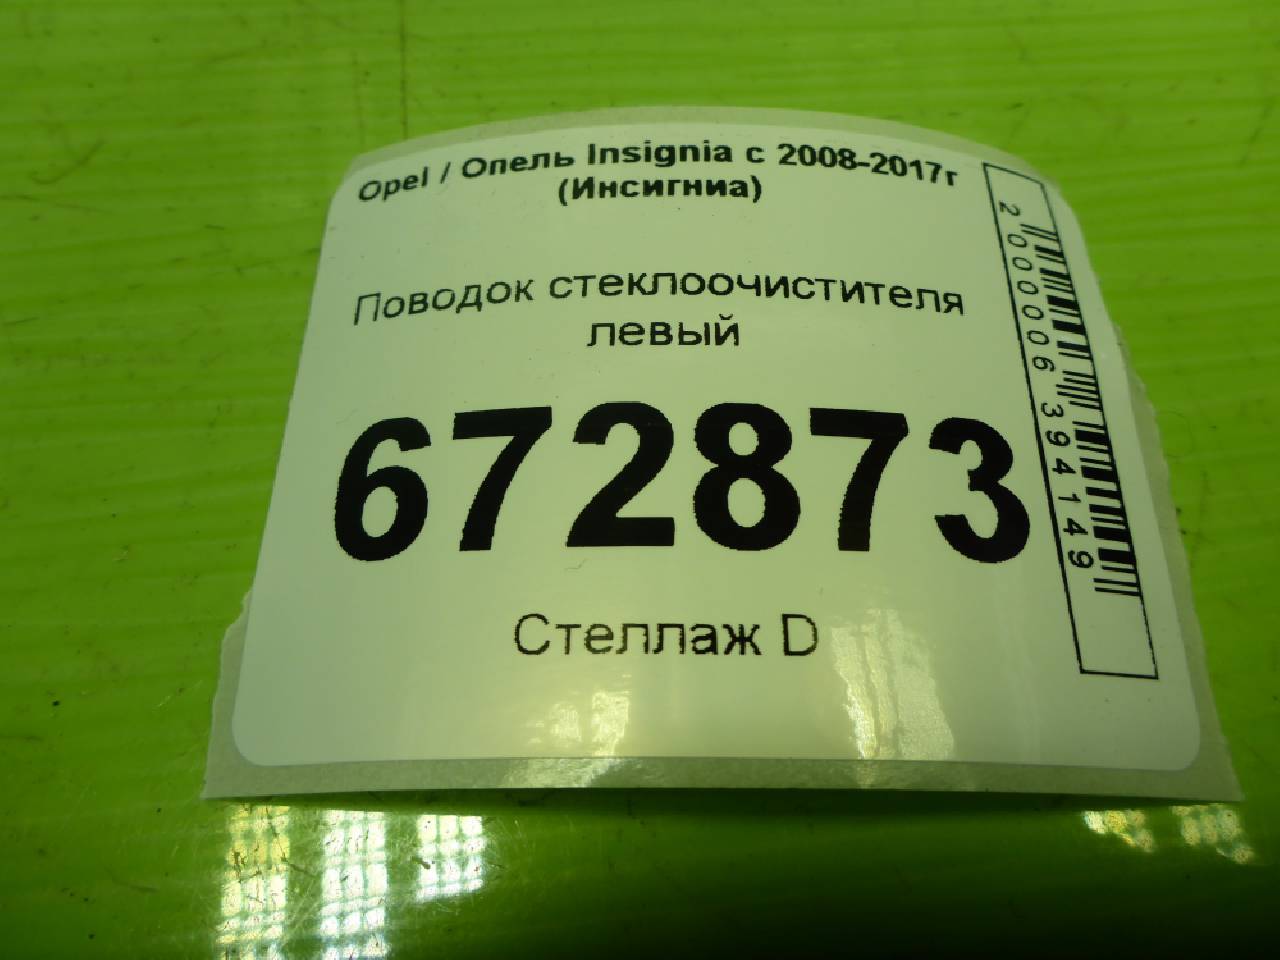 Opel / Опель Insignia с 2008-2017г
(Инсигниа)
Поводок стеклоочистителя
левый
672873
Стеллаж D
2000006394149